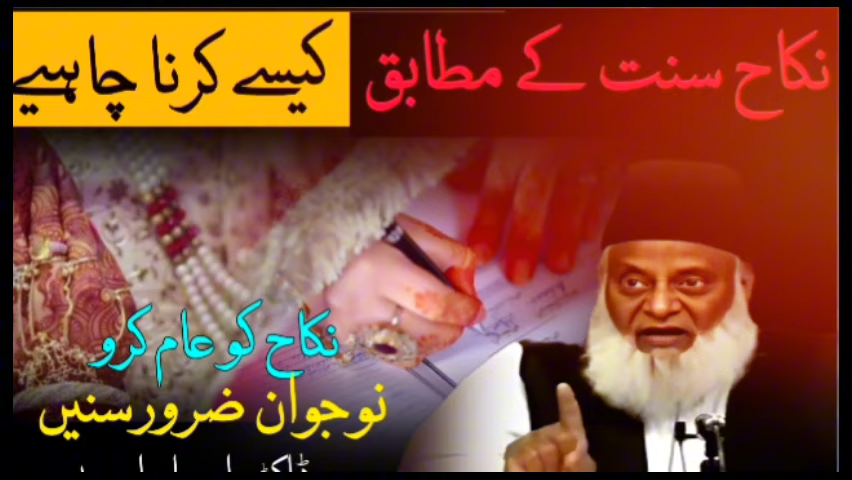 نکاح سنت کے مطابق کیسے کرنا چاہیے
نکاح کو عام کرو
نوجوان ضرور سنیں